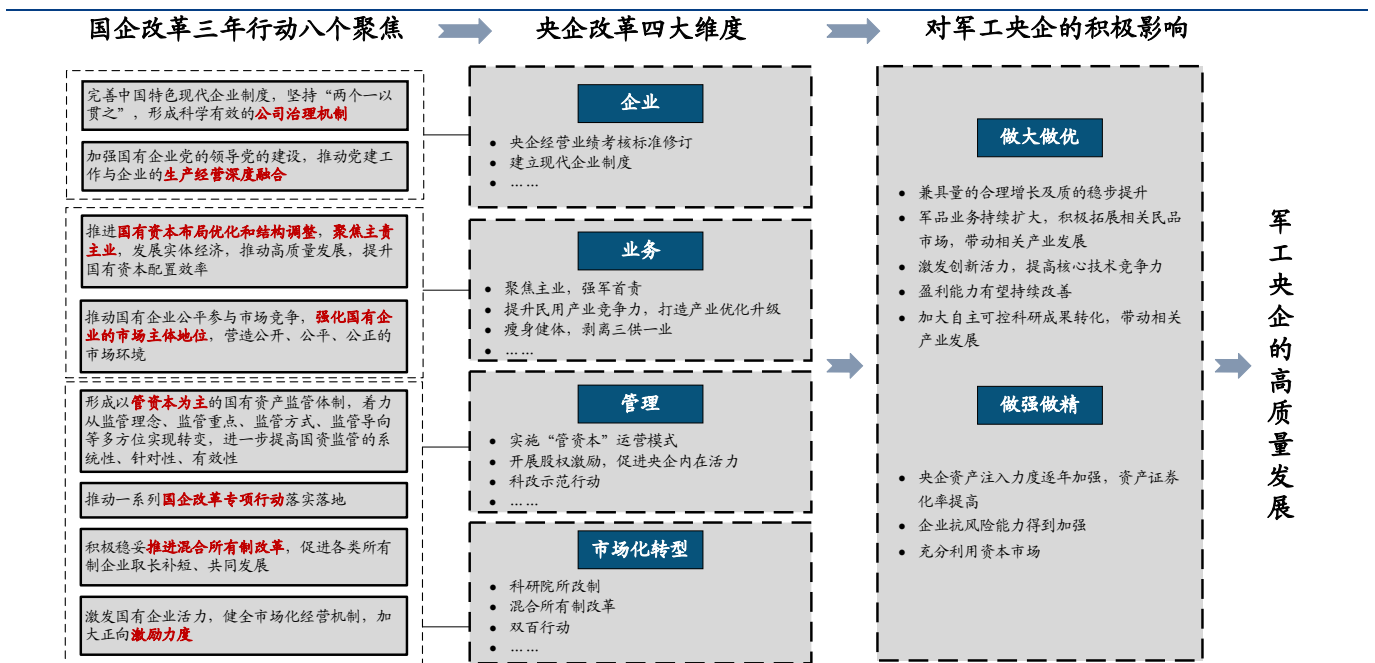 国企改革三年行动八个聚焦
央企改革四大维度
对军工央企的积极影响
完善中国特色现代企业制度，坚持“两个一以
贯之”，形成科学有效的公司治理机制
加强国有企业党的领导党的建设，推动党建工
作与企业的生产经营深度融合
推进国有资本布局优化和结构调整，聚焦主责
主业，发展实体经济，推动高质量发展，提升
国有资本配置效率
推动国有企业公平参与市场竞争，强化国有企
业的市场主体地位，营造公开、公平、公正的
市场环境
形成以管资本为主的国有资产监管体制，着力
从监管理念、监管重点、监管方式、监管导向
等多方位实现转变，进一步提高国资监管的系
统性、针对性、有效性
推动一系列国企改革专项行动落实落地
积极稳妥推进混合所有制改革，促进各类所有
制企业取长补短、共同发展
激发国有企业活力，健全市场化经营机制，加
大正向激励力度
企业
● 央企经营业绩考核标准修订
● 建立现代企业制度
● ……
业务
● 聚焦主业，强军首责
● 提升民用产业竞争力，打造产业优化升级
● 瘦身健体，剥离三供一业
● ……
管理
● 实施“管资本”运营模式
● 开展股权激励，促进央企内在活力
● 科改示范行动
● ……
市场化转型
● 科研院所改制
● 混合所有制改革
● 双百行动
● ……
做大做优
● 兼具量的合理增长及质的稳步提升
● 军品业务持续扩大，积极拓展相关民品
市场，带动相关产业发展
● 激发创新活力，提高核心技术竞争力
● 盈利能力有望持续改善
● 加大自主可控科研成果转化，带动相关
产业发展
做强做精
● 央企资产注入力度逐年加强，资产证券
化率提高
● 企业抗风险能力得到加强
● 充分利用资本市场
军工央企的高质量发展